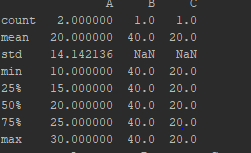 A B C
count 2.000000 1.0 1.0
mean 20.000000 40.0 20.0
std 14.142136 NaN NaN
min 10.000000 40.0 20.0
25% 15.000000 40.0 20.0
50% 20.000000 40.0 20.0
75% 25.000000 40.0 20.0
max 30.000000 40.0 20.0